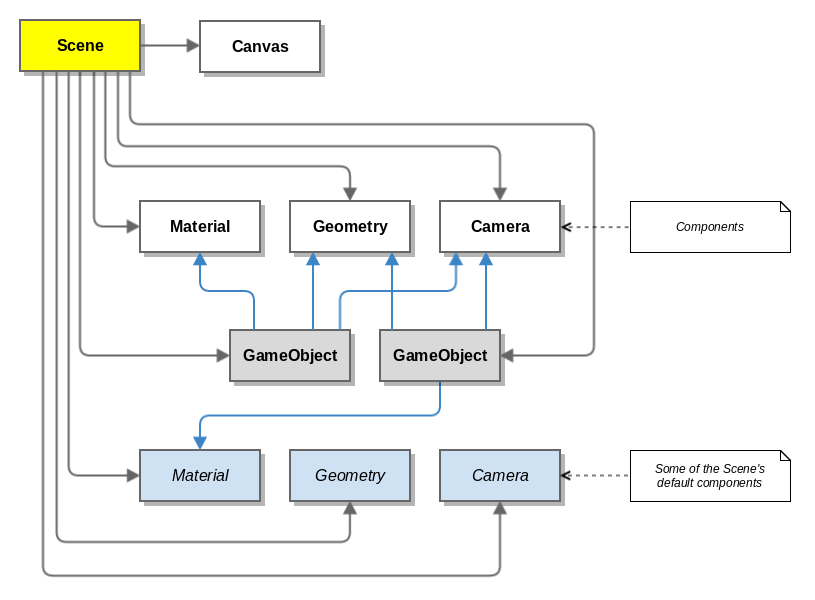 Scene
Canvas
Material
Geometry
Camera
Components
GameObject
GameObject
Material
Geometry
Camera
Some of the Scene's
default components